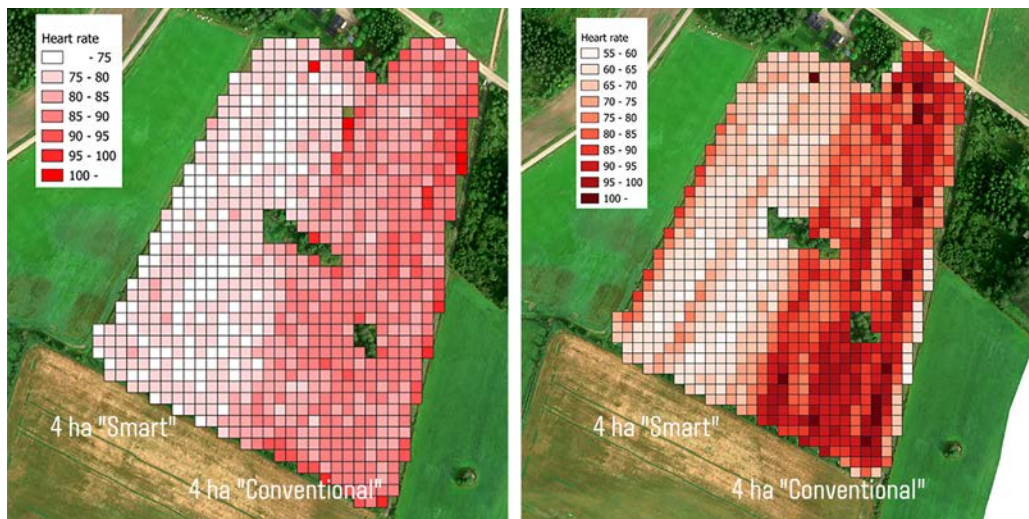 Heart rate
- 75
75 - 80
80 - 85
85 - 90
90 - 95
95 - 100
100 -
4 ha "Smart"
4 ha "Conventional"
Heart rate
55 - 60
60 - 65
65 - 70
70 - 75
75 - 80
80 - 85
85 - 90
90 - 95
95 - 100
100 -
4 ha "Smart"
4 ha "Conventional"